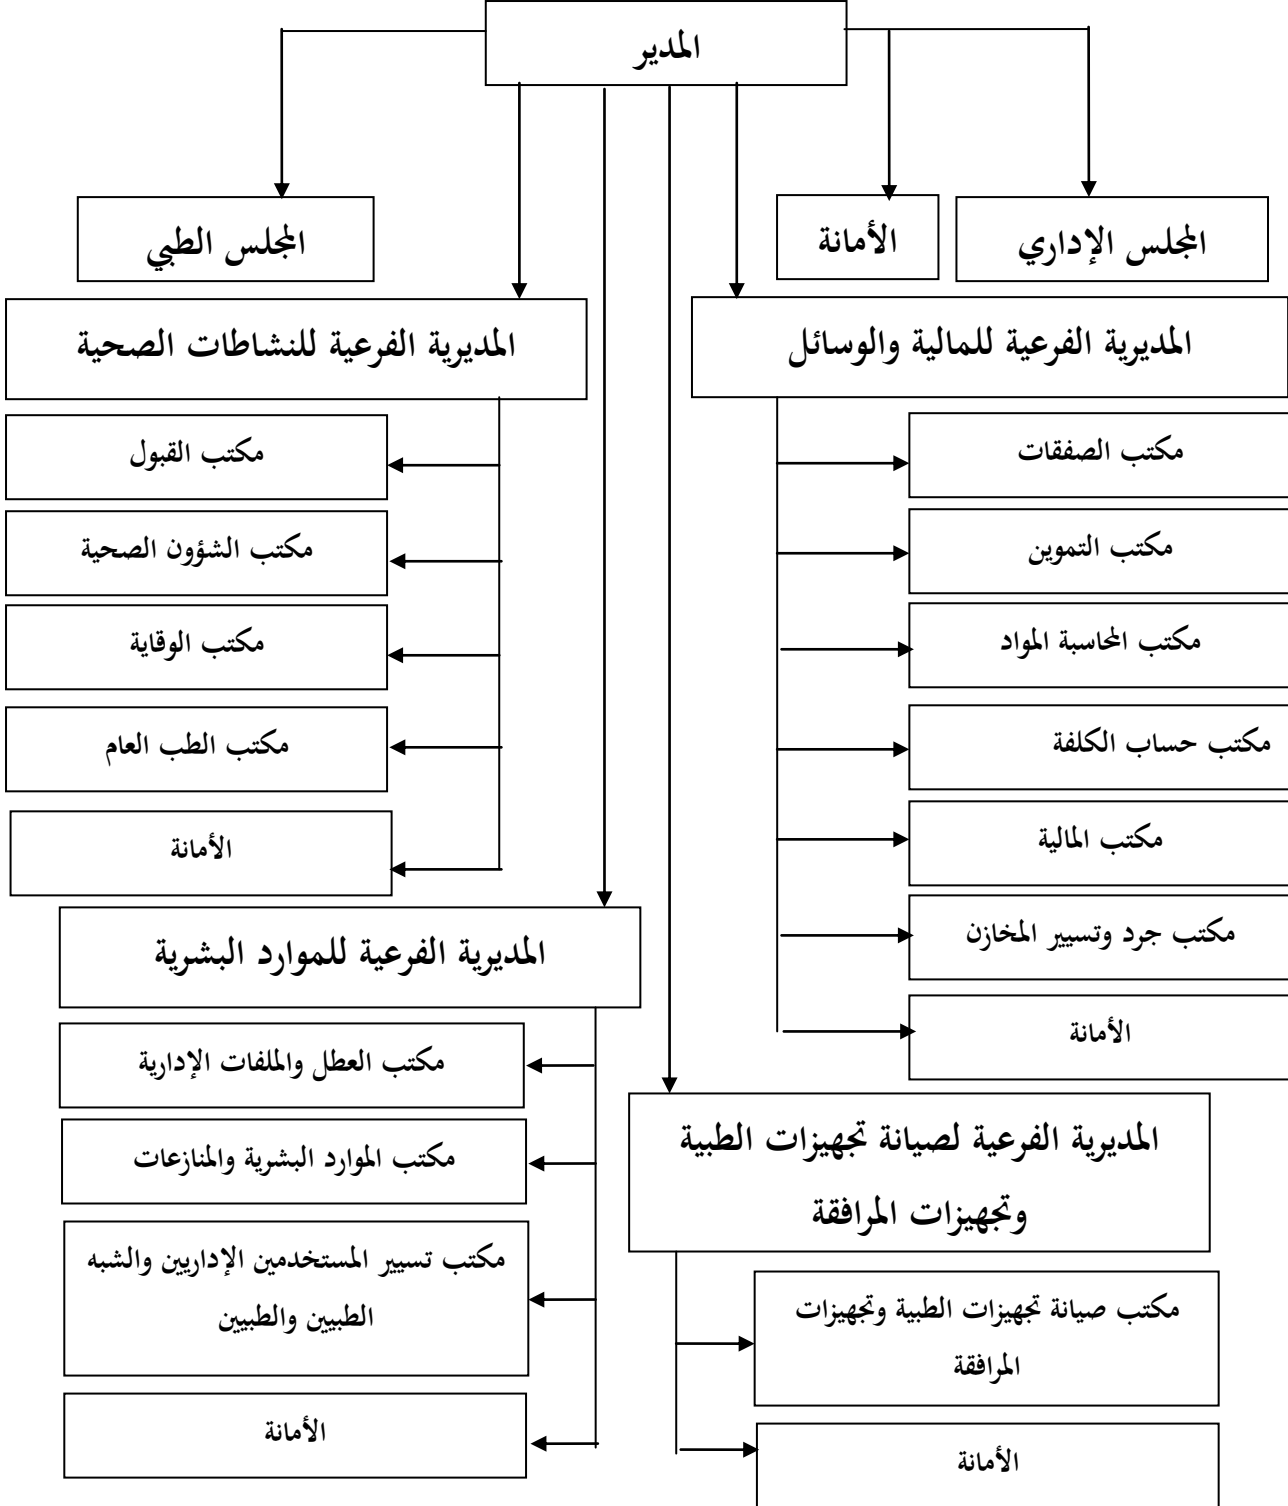 المدير
المجلس الإداري
الأمانة
المجلس الطبي
المديرية الفرعية للمالية والوسائل
مكتب الصفقات
مكتب التموين
مكتب المحاسبة المواد
مكتب حساب الكلفة
مكتب المالية
مكتب جرد وتسيير المخازن
الأمانة
المديرية الفرعية للنشاطات الصحية
مكتب القبول
مكتب الشؤون الصحية
مكتب الوقاية
مكتب الطب العام
الأمانة
المديرية الفرعية لصيانة تجهيزات الطبية
وتجهيزات المرافقة
مكتب صيانة تجهيزات الطبية وتجهيزات
المرافقة
الأمانة
المديرية الفرعية للموارد البشرية
مكتب العطل والملفات الإدارية
مكتب الموارد البشرية والمنازعات
مكتب تسيير المستخدمين الإداريين والشبه
الطبيين والطبيين
الأمانة